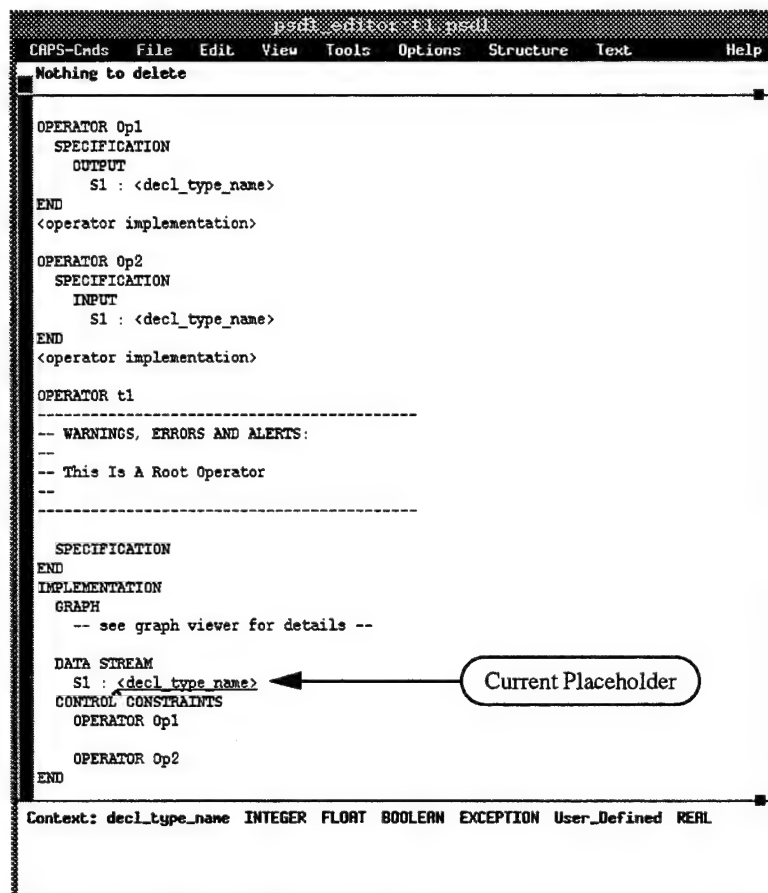 psdl_editor:t1.psdl
CAPS-Cmds File Edit View Tools Options Structure Text Help
Nothing to delete
OPERATOR Op1
SPECIFICATION
OUTPUT
S1 : <decl_type_name>
END
<operator implementation>
OPERATOR Op2
SPECIFICATION
INPUT
S1 : <decl_type_name>
END
<operator implementation>
OPERATOR t1
--------------------------------------------
-- WARNINGS, ERRORS AND ALERTS:
--
-- This Is A Root Operator
--
--------------------------------------------
SPECIFICATION
END
IMPLEMENTATION
GRAPH
-- see graph viewer for details --
DATA STREAM
S1 : <decl_type_name> Current Placeholder
CONTROL CONSTRAINTS
OPERATOR Op1
OPERATOR Op2
END
Context: decl_type_name INTEGER FLOAT BOOLEAN EXCEPTION User_Defined REAL